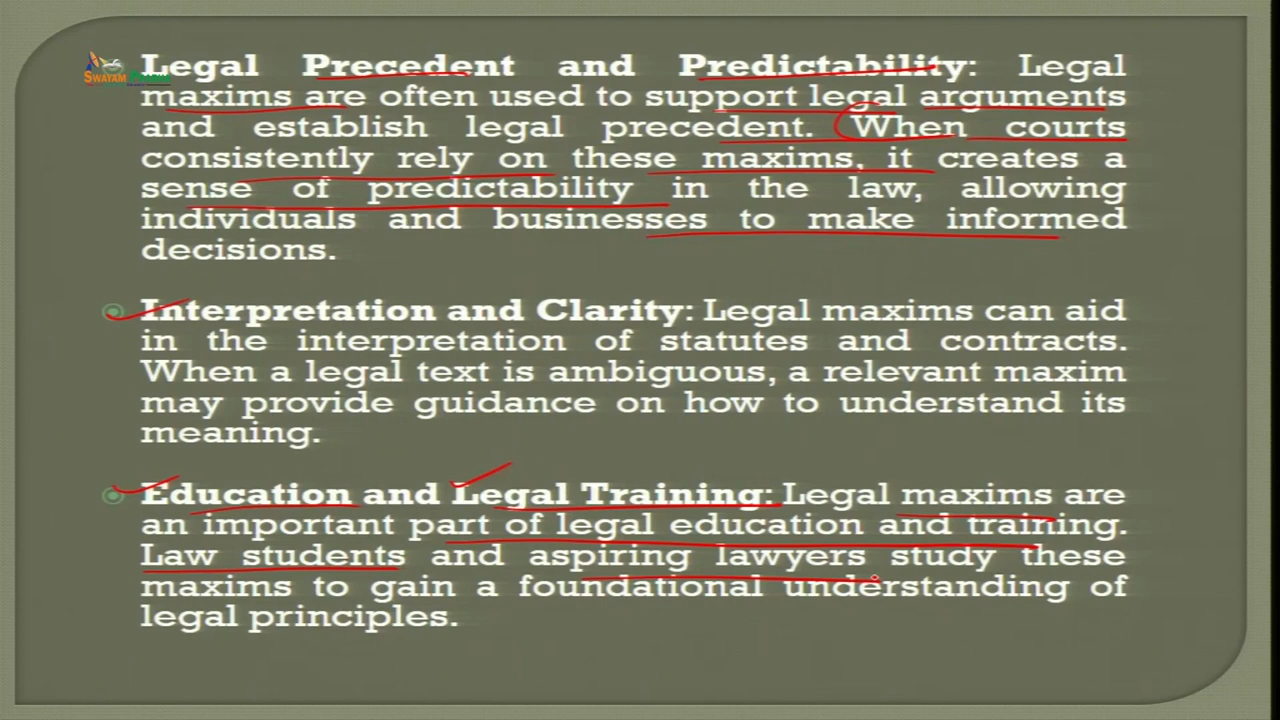 Legal Precedent and Predictability: Legal
maxims are often used to support legal arguments
and establish legal precedent. When courts
consistently rely on these maxims, it creates a
sense of predictability in the law, allowing
individuals and businesses to make informed
decisions.
Interpretation and Clarity: Legal maxims can aid
in the interpretation of statutes and contracts.
When a legal text is ambiguous, a relevant maxim
may provide guidance on how to understand its
meaning.
Education and Legal Training: Legal maxims are
an important part of legal education and training.
Law students and aspiring lawyers study these
maxims to gain a foundational understanding of
legal principles.